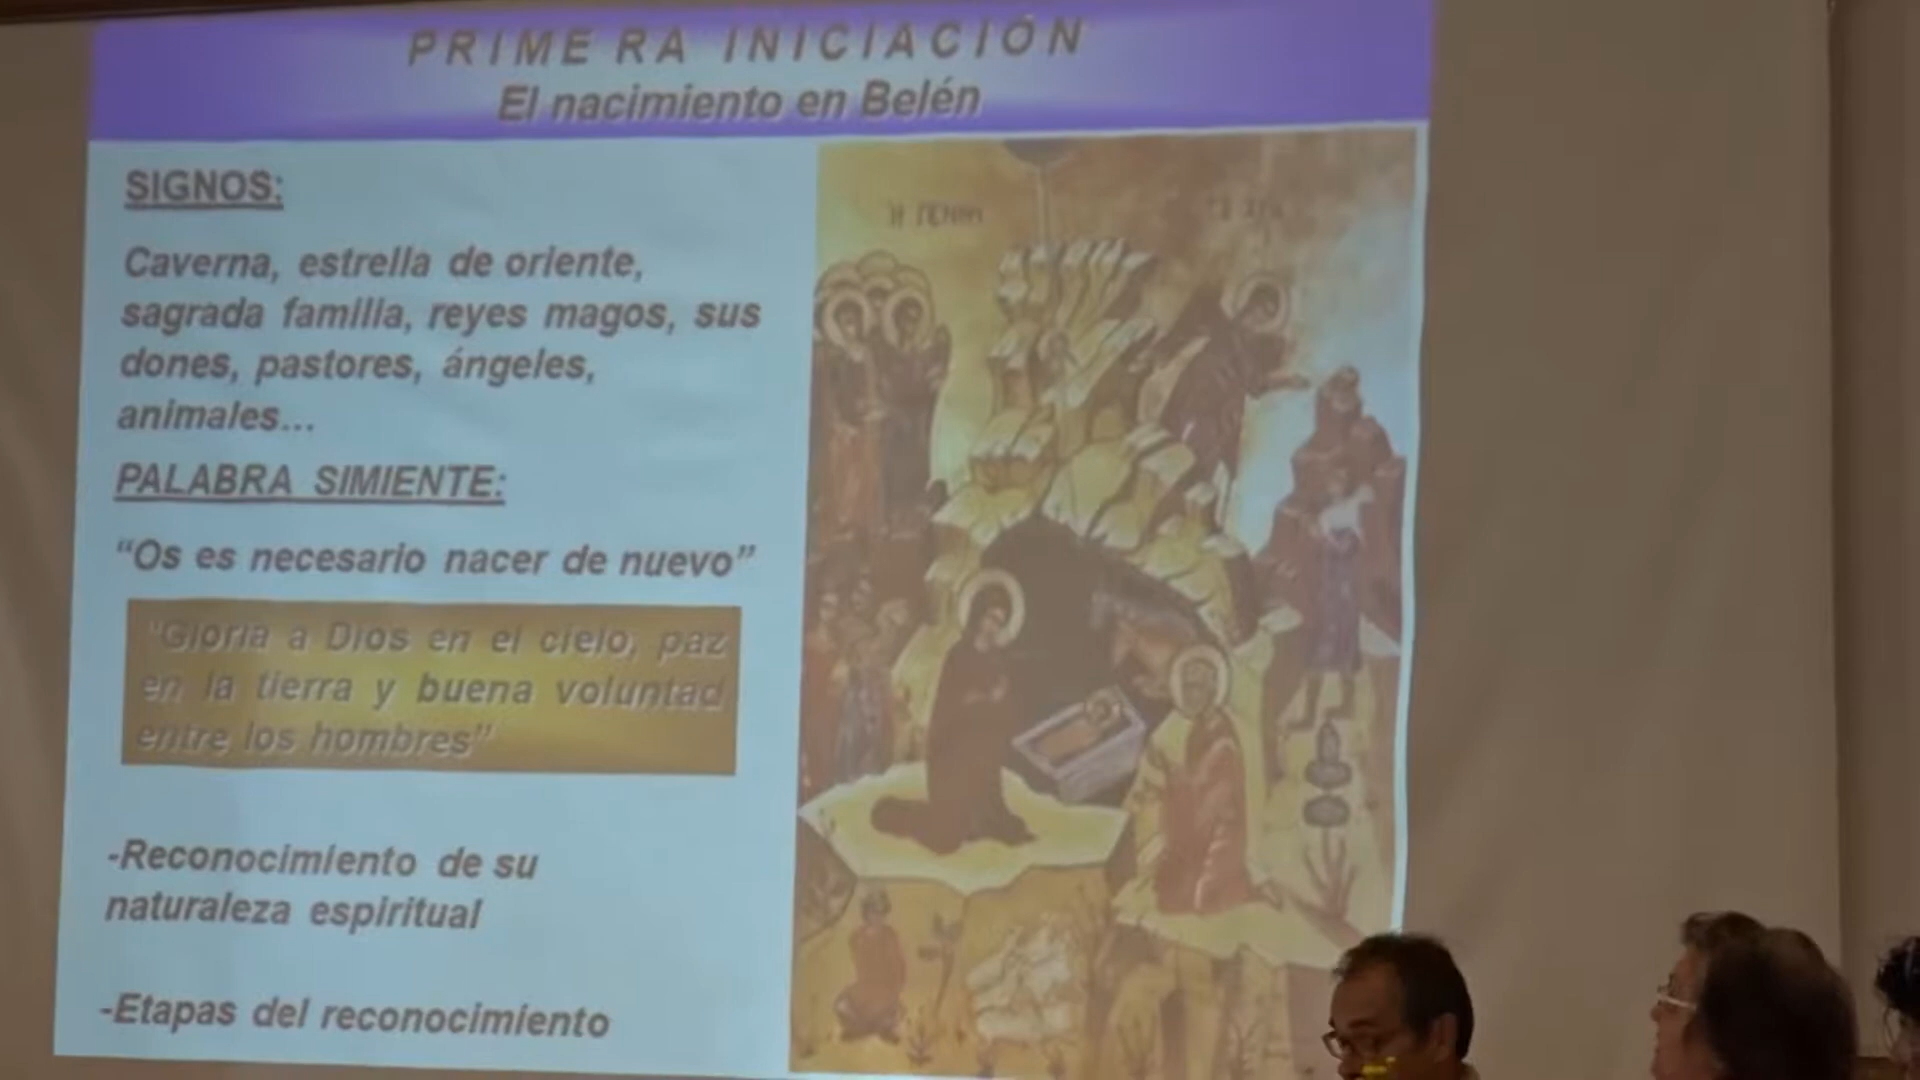 PRIMERA INICIACIÓN
El nacimiento en Belén
SIGNOS:
Caverna, estrella de oriente,
sagrada familia, reyes magos, sus
dones, pastores, ángeles,
animales...
PALABRA SIMIENTE:
“Os es necesario nacer de nuevo”
"Gloria a Dios en el cielo, paz
en la tierra y buena voluntad
entre los hombres"
-Reconocimiento de su
naturaleza espiritual
-Etapas del reconocimiento